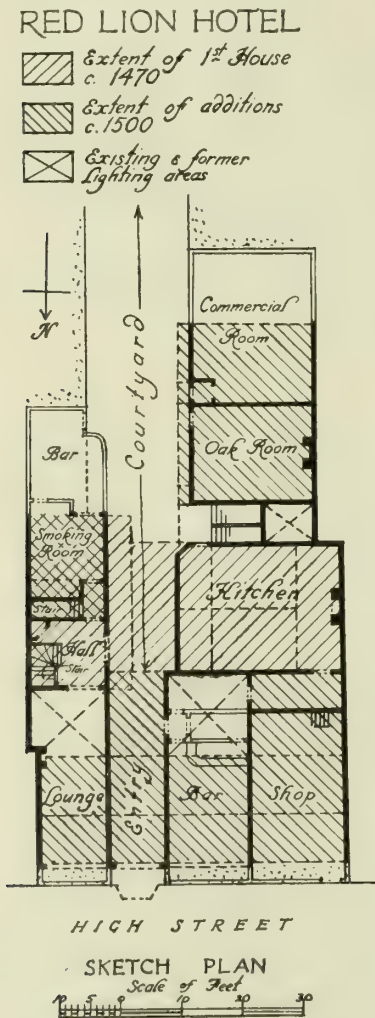 RED LION HOTEL
Extent of 1st House
c. 1470
Extent of additions
c. 1500
Existing & former
Lighting areas
N
Courtyard
Commercial
Room
Bar
Oak Room
Smoking
Room
Kitchen
Stair
Hall
Stair
Lounge
Entry
Bar
Shop
HIGH STREET
SKETCH PLAN
Scale of Feet
10 5 0 10 20 30